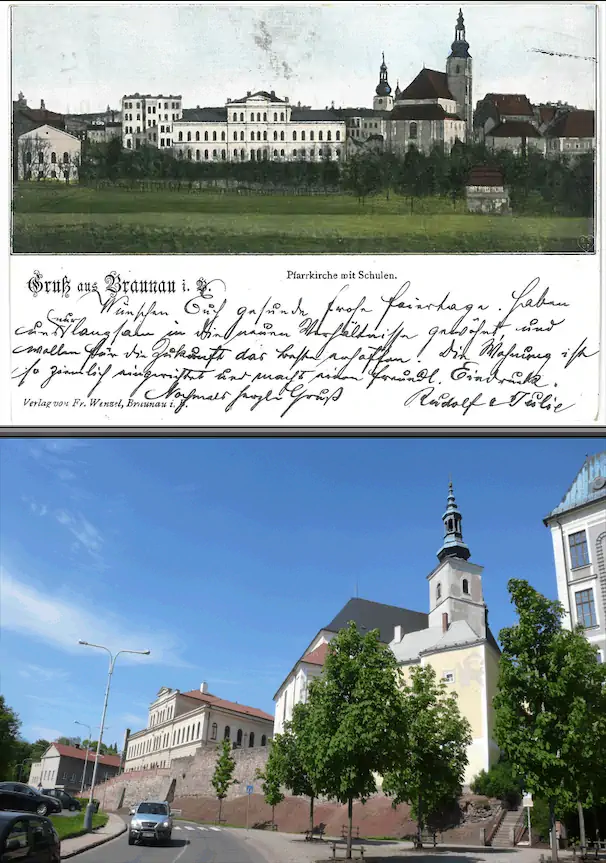 Pfarrkirche mit Schulen.
Gruß aus Braunau i. B.
Wünschen Euch gesunde frohe Feiertage. Haben
uns nur langsam in die neuen Verhältnisse gewöhnt und
wollen für die Zukunft das beste erhoffen. Die Wohnung ist
so ziemlich eingerichtet und macht einen freundl. Eindruck.
Nochmals herzl. Gruß
Verlag von Fr. Wenzel, Braunau i. B.
Rudolf & Julie